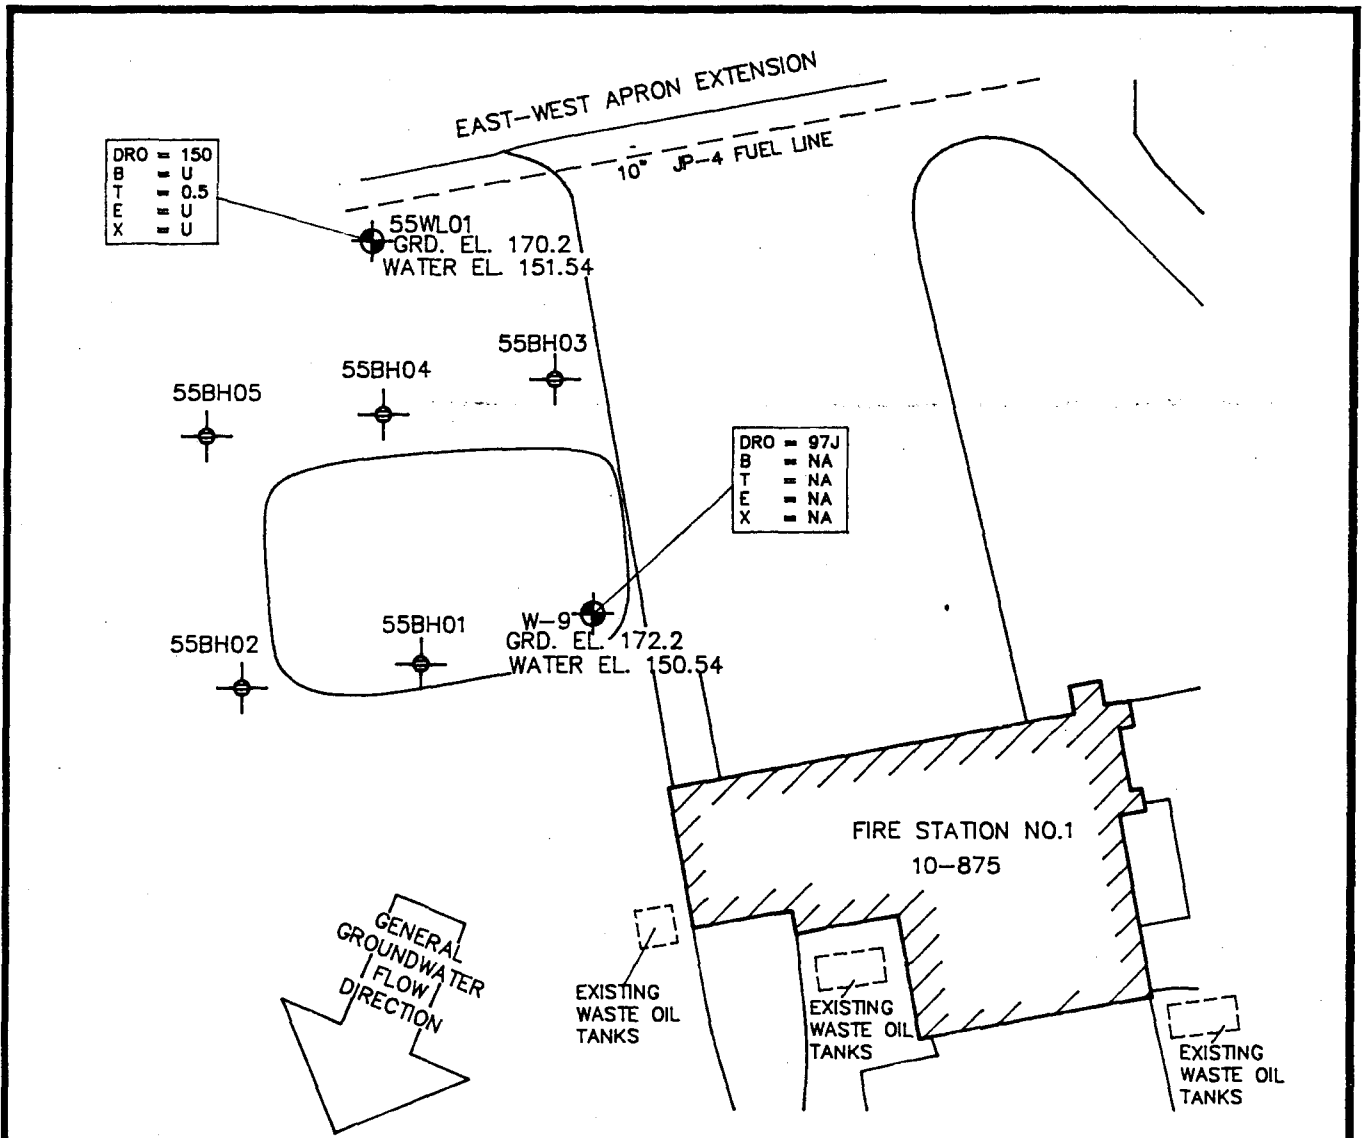 EAST-WEST APRON EXTENSION
10" JP-4 FUEL LINE
DRO = 150
B = U
T = 0.5
E = U
X = U
55WL01
GRD. EL. 170.2
WATER EL. 151.54
55BH03
55BH04
55BH05
DRO = 97J
B = NA
T = NA
E = NA
X = NA
W-9
GRD. EL. 172.2
WATER EL. 150.54
55BH01
55BH02
FIRE STATION NO.1
10-875
GENERAL
GROUNDWATER
FLOW
DIRECTION
EXISTING
WASTE OIL
TANKS
EXISTING
WASTE OIL
TANKS
EXISTING
WASTE OIL
TANKS